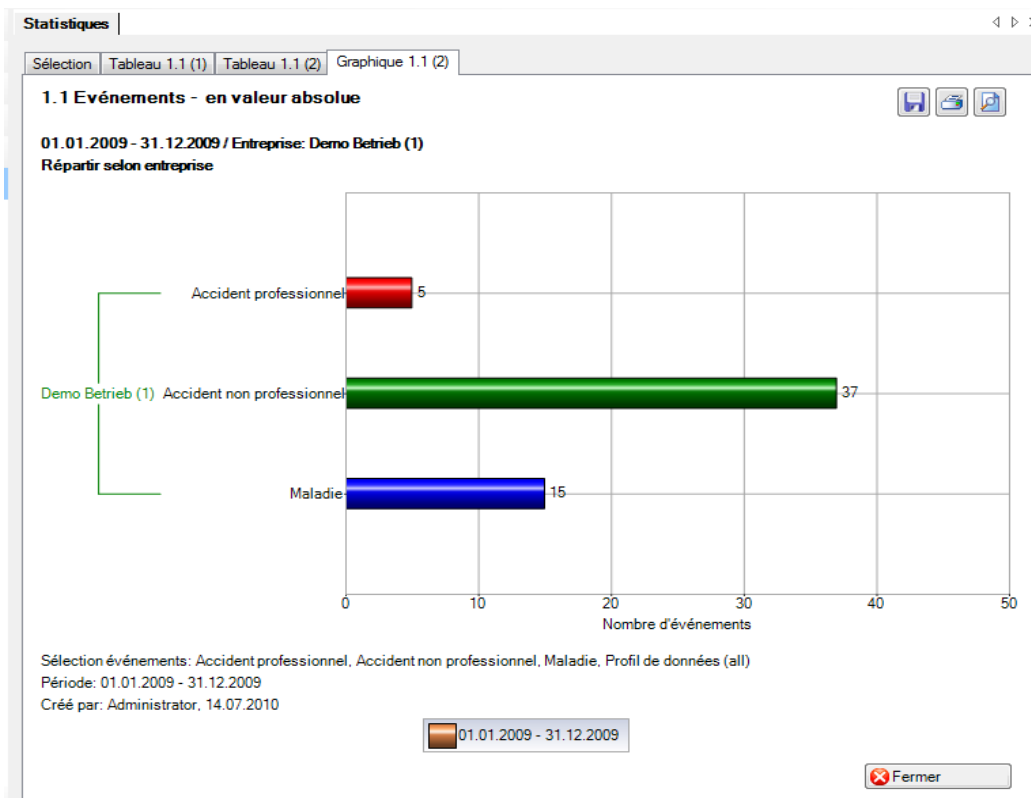 Statistiques
Sélection Tableau 1.1 (1) Tableau 1.1 (2) Graphique 1.1 (2)
1.1 Evénements - en valeur absolue
01.01.2009 - 31.12.2009 / Entreprise: Demo Betrieb (1)
Répartir selon entreprise
Accident professionnel 5
Demo Betrieb (1) Accident non professionnel 37
Maladie 15
0 10 20 30 40 50
Nombre d'événements
Sélection événements: Accident professionnel, Accident non professionnel, Maladie, Profil de données (all)
Période: 01.01.2009 - 31.12.2009
Créé par: Administrator, 14.07.2010
01.01.2009 - 31.12.2009
Fermer